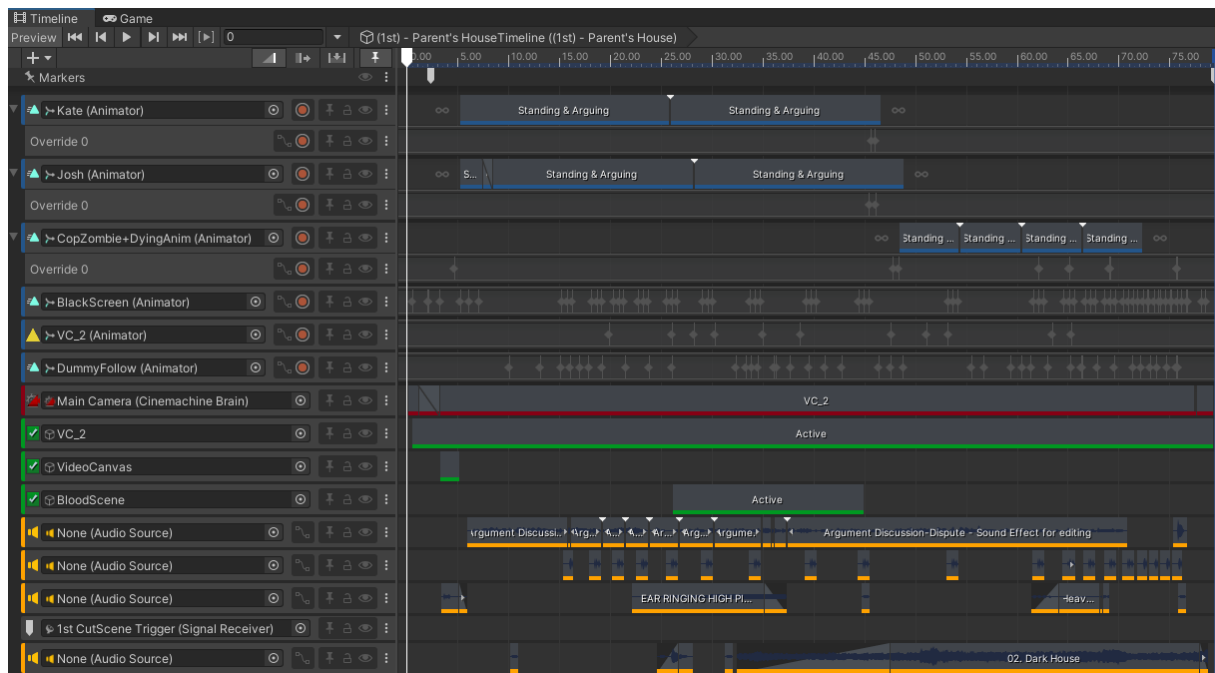 Timeline Game
Preview 0 (1st) - Parent's HouseTimeline ((1st) - Parent's House)
0.00 5.00 10.00 15.00 20.00 25.00 30.00 35.00 40.00 45.00 50.00 55.00 60.00 65.00 70.00 75.00
Markers
Kate (Animator) Standing & Arguing Standing & Arguing
Override 0
Josh (Animator) S... Standing & Arguing Standing & Arguing
Override 0
CopZombie+DyingAnim (Animator) Standing ... Standing ... Standing ... Standing ...
Override 0
BlackScreen (Animator)
VC_2 (Animator)
DummyFollow (Animator)
Main Camera (Cinemachine Brain) VC_2
VC_2 Active
VideoCanvas
BloodScene Active
None (Audio Source) Argument Discussion-Dispute - Sound Effect for editing
None (Audio Source)
None (Audio Source) EAR RINGING HIGH PI... Heav...
1st CutScene Trigger (Signal Receiver)
None (Audio Source) 02. Dark House